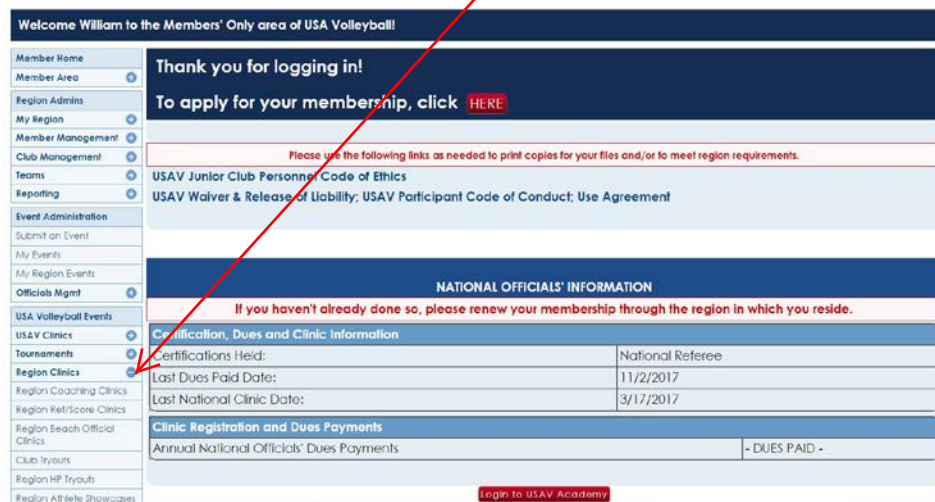 Welcome William to the Members' Only area of USA Volleyball!
Member Home
Member Area
Region Admins
My Region
Member Management
Club Management
Teams
Reporting
Event Administration
Submit an Event
My Events
My Region Events
Officials Mgmt
USA Volleyball Events
USAV Clinics
Tournaments
Region Clinics
Region Coaching Clinics
Region Ref/Score Clinics
Region Beach Official
Clinics
Club Tryouts
Region HP Tryouts
Region Athlete Showcases
Thank you for logging in!
To apply for your membership, click HERE
Please use the following links as needed to print copies for your files and/or to meet region requirements.
USAV Junior Club Personnel Code of Ethics
USAV Waiver & Release of Liability; USAV Participant Code of Conduct; Use Agreement
NATIONAL OFFICIALS' INFORMATION
If you haven't already done so, please renew your membership through the region in which you reside.
Certification, Dues and Clinic Information
Certifications Held: National Referee
Last Dues Paid Date: 11/2/2017
Last National Clinic Date: 3/17/2017
Clinic Registration and Dues Payments
Annual National Officials' Dues Payments - DUES PAID -
Login to USAV Academy